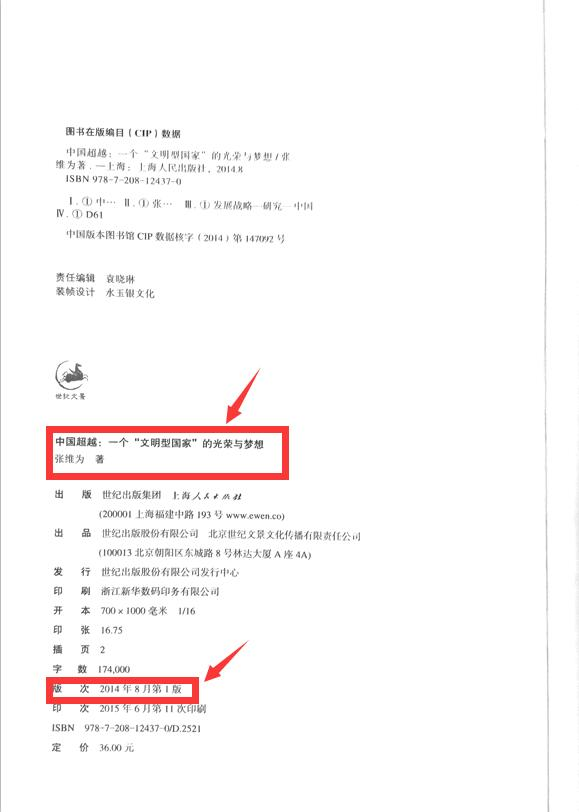 图书在版编目（CIP）数据
中国超越：一个“文明型国家”的光荣与梦想/张
维为著．—上海：上海人民出版社，2014.8
ISBN 978-7-208-12437-0
Ⅰ．①中… Ⅱ．①张… Ⅲ．①发展战略—研究—中国
Ⅳ．① D61
中国版本图书馆 CIP 数据核字（2014）第 147092 号
责任编辑 袁晓琳
装帧设计 水玉银文化
世纪文景
中国超越：一个“文明型国家”的光荣与梦想
张维为 著
出 版 世纪出版集团 上海人民出版社
(200001 上海福建中路 193 号 www.ewen.co)
出 品 世纪出版股份有限公司 北京世纪文景文化传播有限责任公司
(100013 北京朝阳区东城路 8 号林达大厦 A 座 4A)
发 行 世纪出版股份有限公司发行中心
印 刷 浙江新华数码印务有限公司
开 本 700 × 1000 毫米 1/16
印 张 16.75
插 页 2
字 数 174,000
版 次 2014 年 8 月第 1 版
印 次 2015 年 6 月第 11 次印刷
ISBN 978-7-208-12437-0/D.2521
定 价 36.00 元